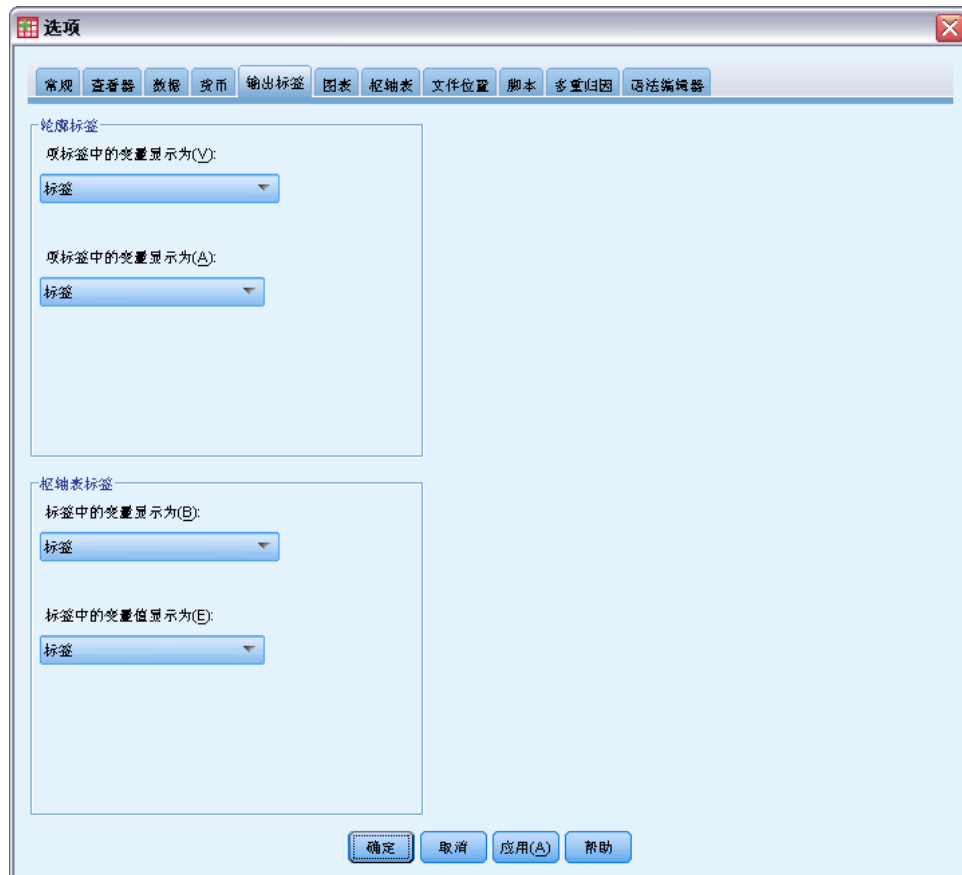 选项
常规 查看器 数据 货币 输出标签 图表 枢轴表 文件位置 脚本 多重归因 语法编辑器
轮廓标签
项标签中的变量显示为(V):
标签
项标签中的变量显示为(A):
标签
枢轴表标签
标签中的变量显示为(B):
标签
标签中的变量值显示为(E):
标签
确定 取消 应用(A) 帮助